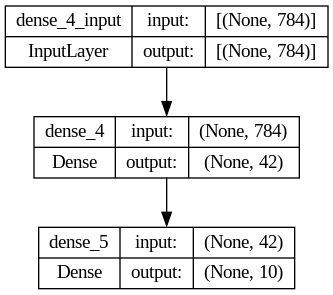 dense_4_input input: [(None, 784)]
InputLayer output: [(None, 784)]
dense_4 input: (None, 784)
Dense output: (None, 42)
dense_5 input: (None, 42)
Dense output: (None, 10)